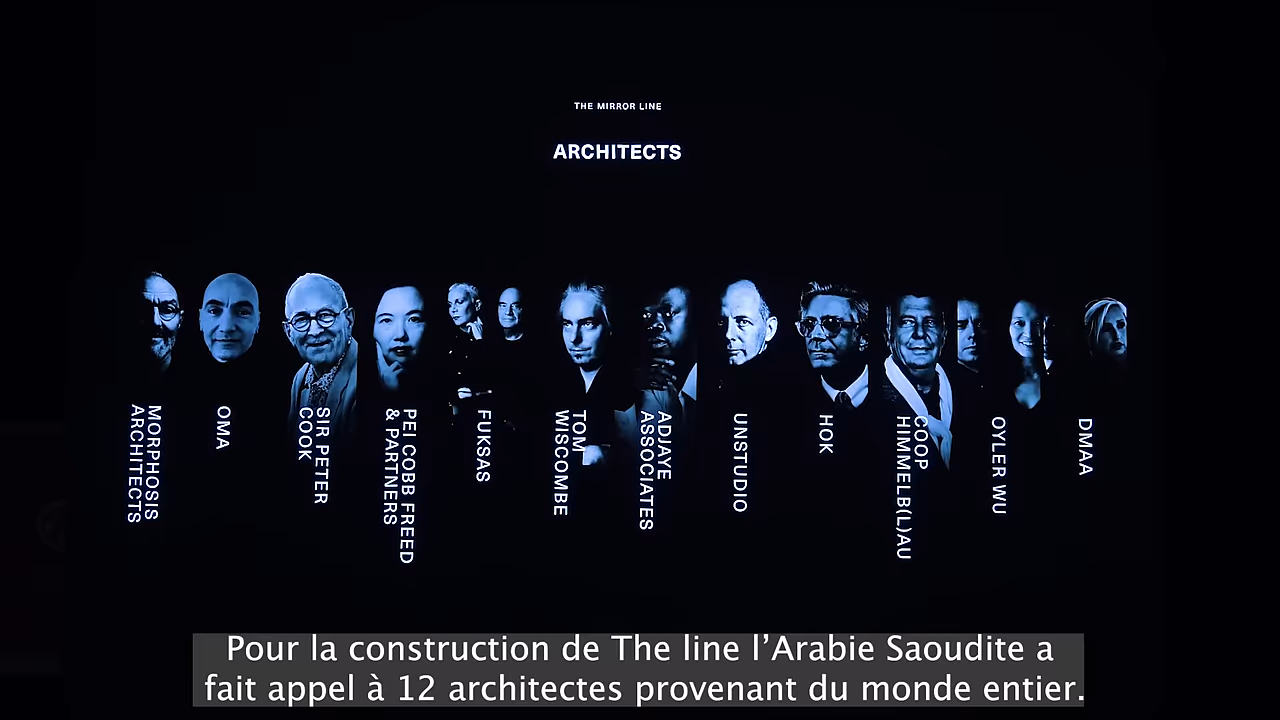 THE MIRROR LINE
ARCHITECTS
MORPHOSIS
ARCHITECTS
OMA
SIR PETER
COOK
PEI COBB FREED
& PARTNERS
FUKSAS
TOM
WISCOMBE
ADJAYE
ASSOCIATES
UNSTUDIO
HOK
COOP
HIMMELB(L)AU
OYLER WU
DMAA
Pour la construction de The line l’Arabie Saoudite a
fait appel à 12 architectes provenant du monde entier.